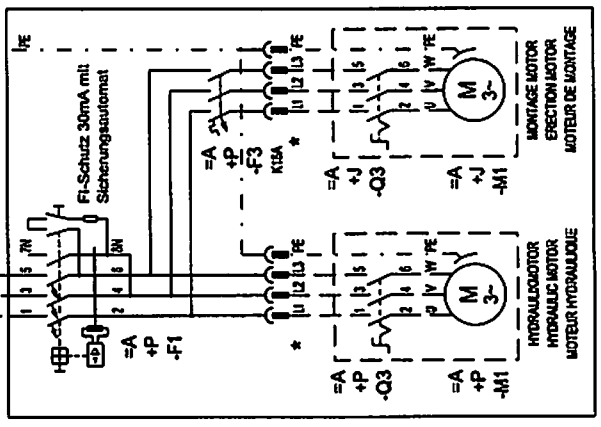 PE
FI-Schutz 30mA mit
Sicherungsautomat
=A
+P
-F3
K15A
*
PE
L3
L2
L1
5
3
1
6
4
2
PE
W
V
U
M
3~
=A
+J
-Q3
=A
+J
-M1
MONTAGE MOTOR
ERECTION MOTOR
MOTEUR DE MONTAGE
7N
5
3
1
8N
6
4
2
=A
+P
-F1
PE
L3
L2
L1
*
5
3
1
6
4
2
PE
W
V
U
M
3~
=A
+P
-Q3
=A
+P
-M1
HYDRAULIKMOTOR
HYDRAULIC MOTOR
MOTEUR HYDRAULIQUE